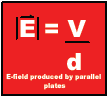 |E| = V
d
E-field produced by parallel
plates